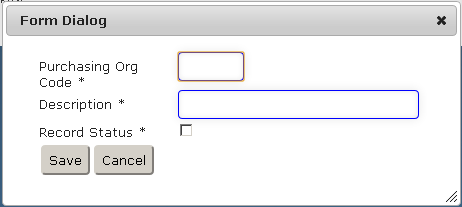 Form Dialog
Purchasing Org
Code *
Description *
Record Status *
Save Cancel